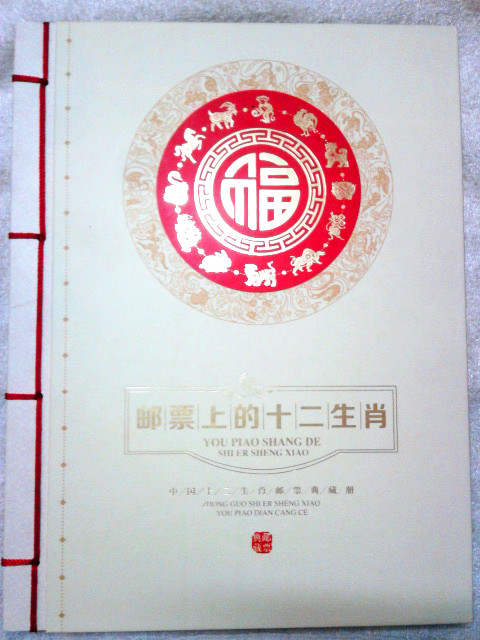 福
邮票上的十二生肖
YOU PIAO SHANG DE
SHI ER SHENG XIAO
中/国/十/二/生/肖/邮/票/典/藏/册
ZHONG GUO SHI ER SHENG XIAO
YOU PIAO DIAN CANG CE